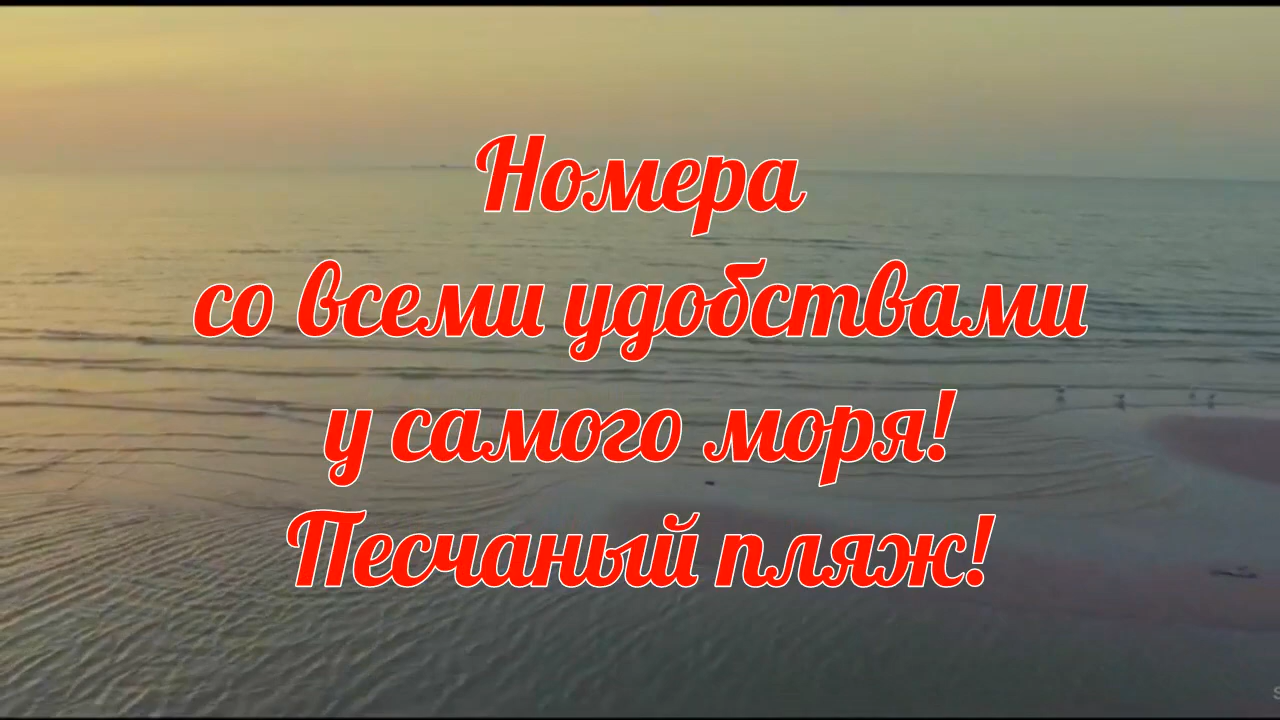 Номера
со всеми удобствами
у самого моря!
Песчаный пляж!